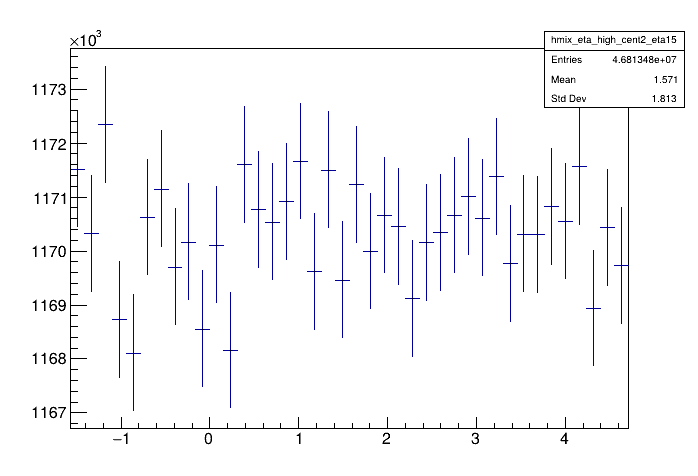 ×10³
hmix_eta_high_cent2_eta15
Entries 4.681348e+07
Mean 1.571
Std Dev 1.813
1173
1172
1171
1170
1169
1168
1167
−1 0 1 2 3 4